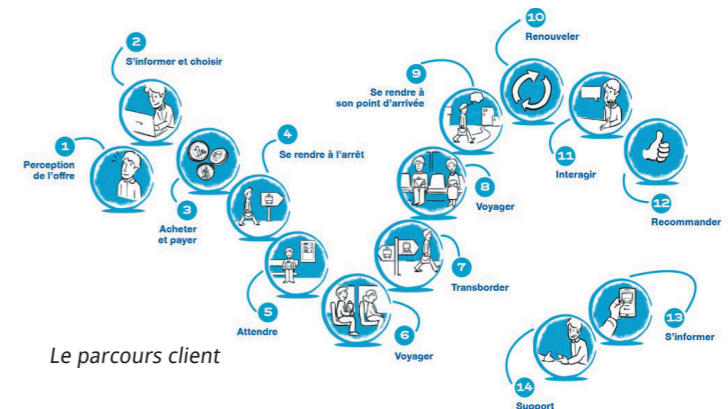 1
Perception
de l'offre
2
S'informer et choisir
3
Acheter
et payer
4
Se rendre à l'arrêt
5
Attendre
6
Voyager
7
Transborder
8
Voyager
9
Se rendre à
son point d'arrivée
10
Renouveler
11
Interagir
12
Recommander
13
S'informer
14
Support
Le parcours client